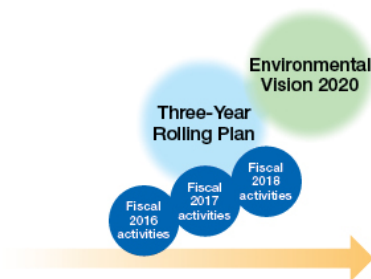 Environmental
Vision 2020
Three-Year
Rolling Plan
Fiscal
2018
activities
Fiscal
2017
activities
Fiscal
2016
activities